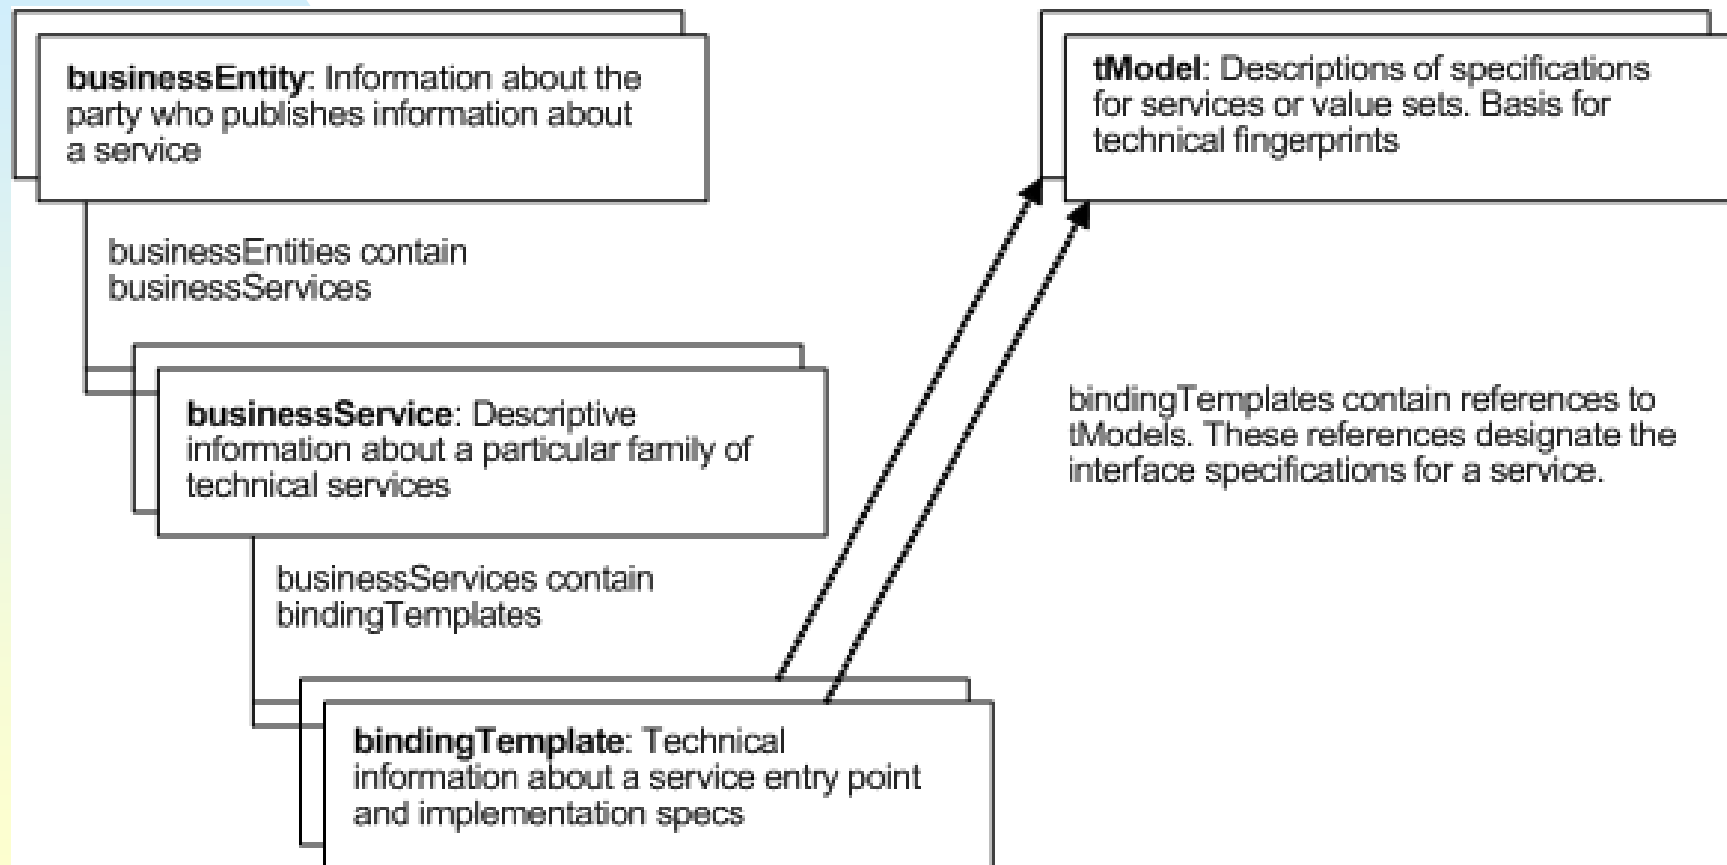 businessEntity: Information about the
party who publishes information about
a service
tModel: Descriptions of specifications
for services or value sets. Basis for
technical fingerprints
businessEntities contain
businessServices
businessService: Descriptive
information about a particular family of
technical services
bindingTemplates contain references to
tModels. These references designate the
interface specifications for a service.
businessServices contain
bindingTemplates
bindingTemplate: Technical
information about a service entry point
and implementation specs